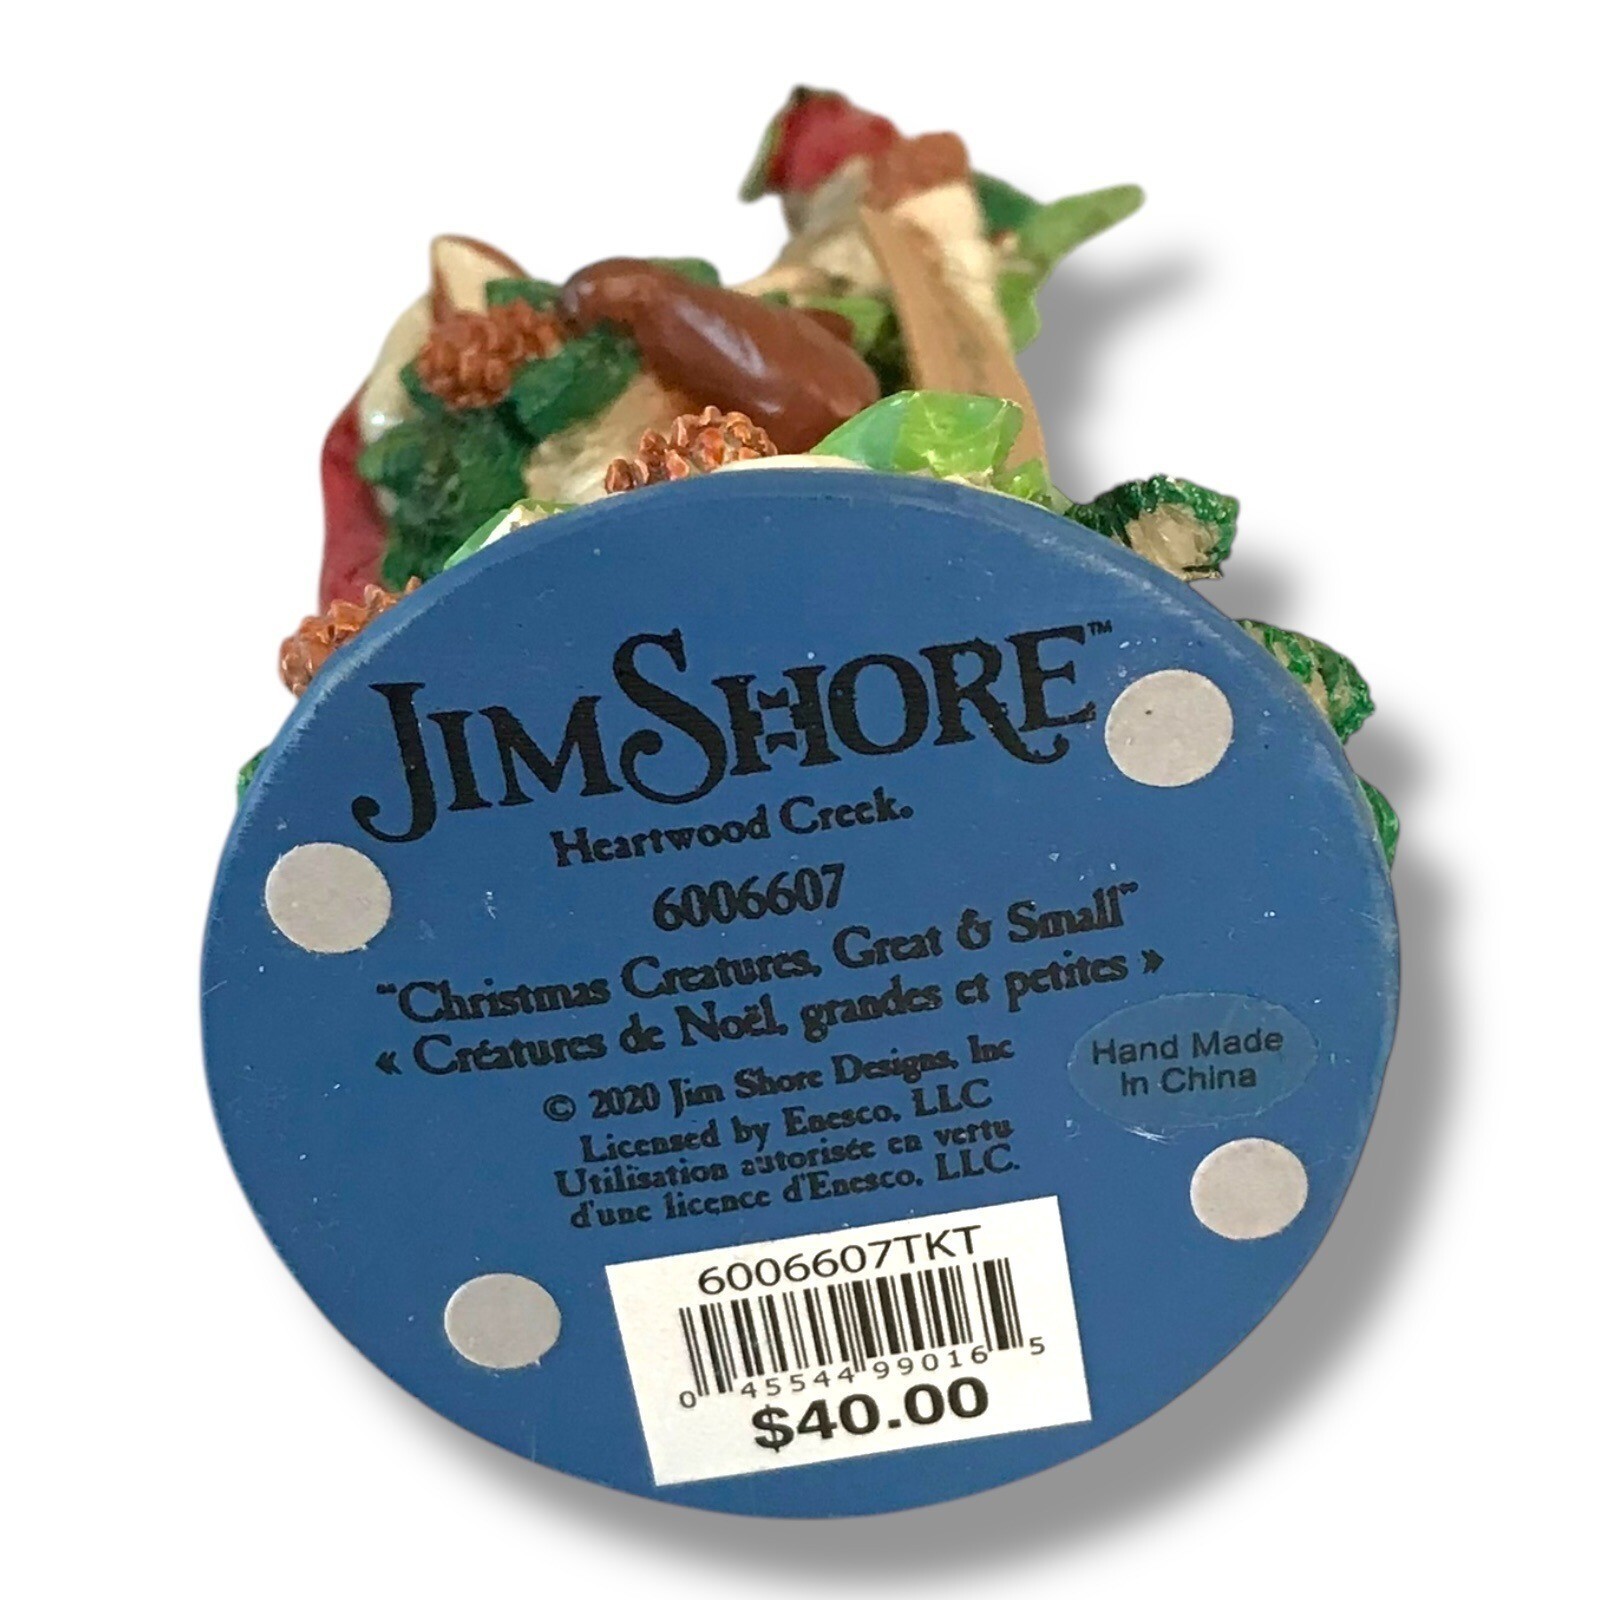 JIM SHORE™
Heartwood Creek®
6006607
"Christmas Creatures, Great & Small"
« Créatures de Noël, grandes et petites »
© 2020 Jim Shore Designs, Inc
Licensed by Enesco, LLC
Utilisation autorisée en vertu
d'une licence d'Enesco, LLC.
Hand Made
In China
6006607TKT
0 45544 99016 5
$40.00